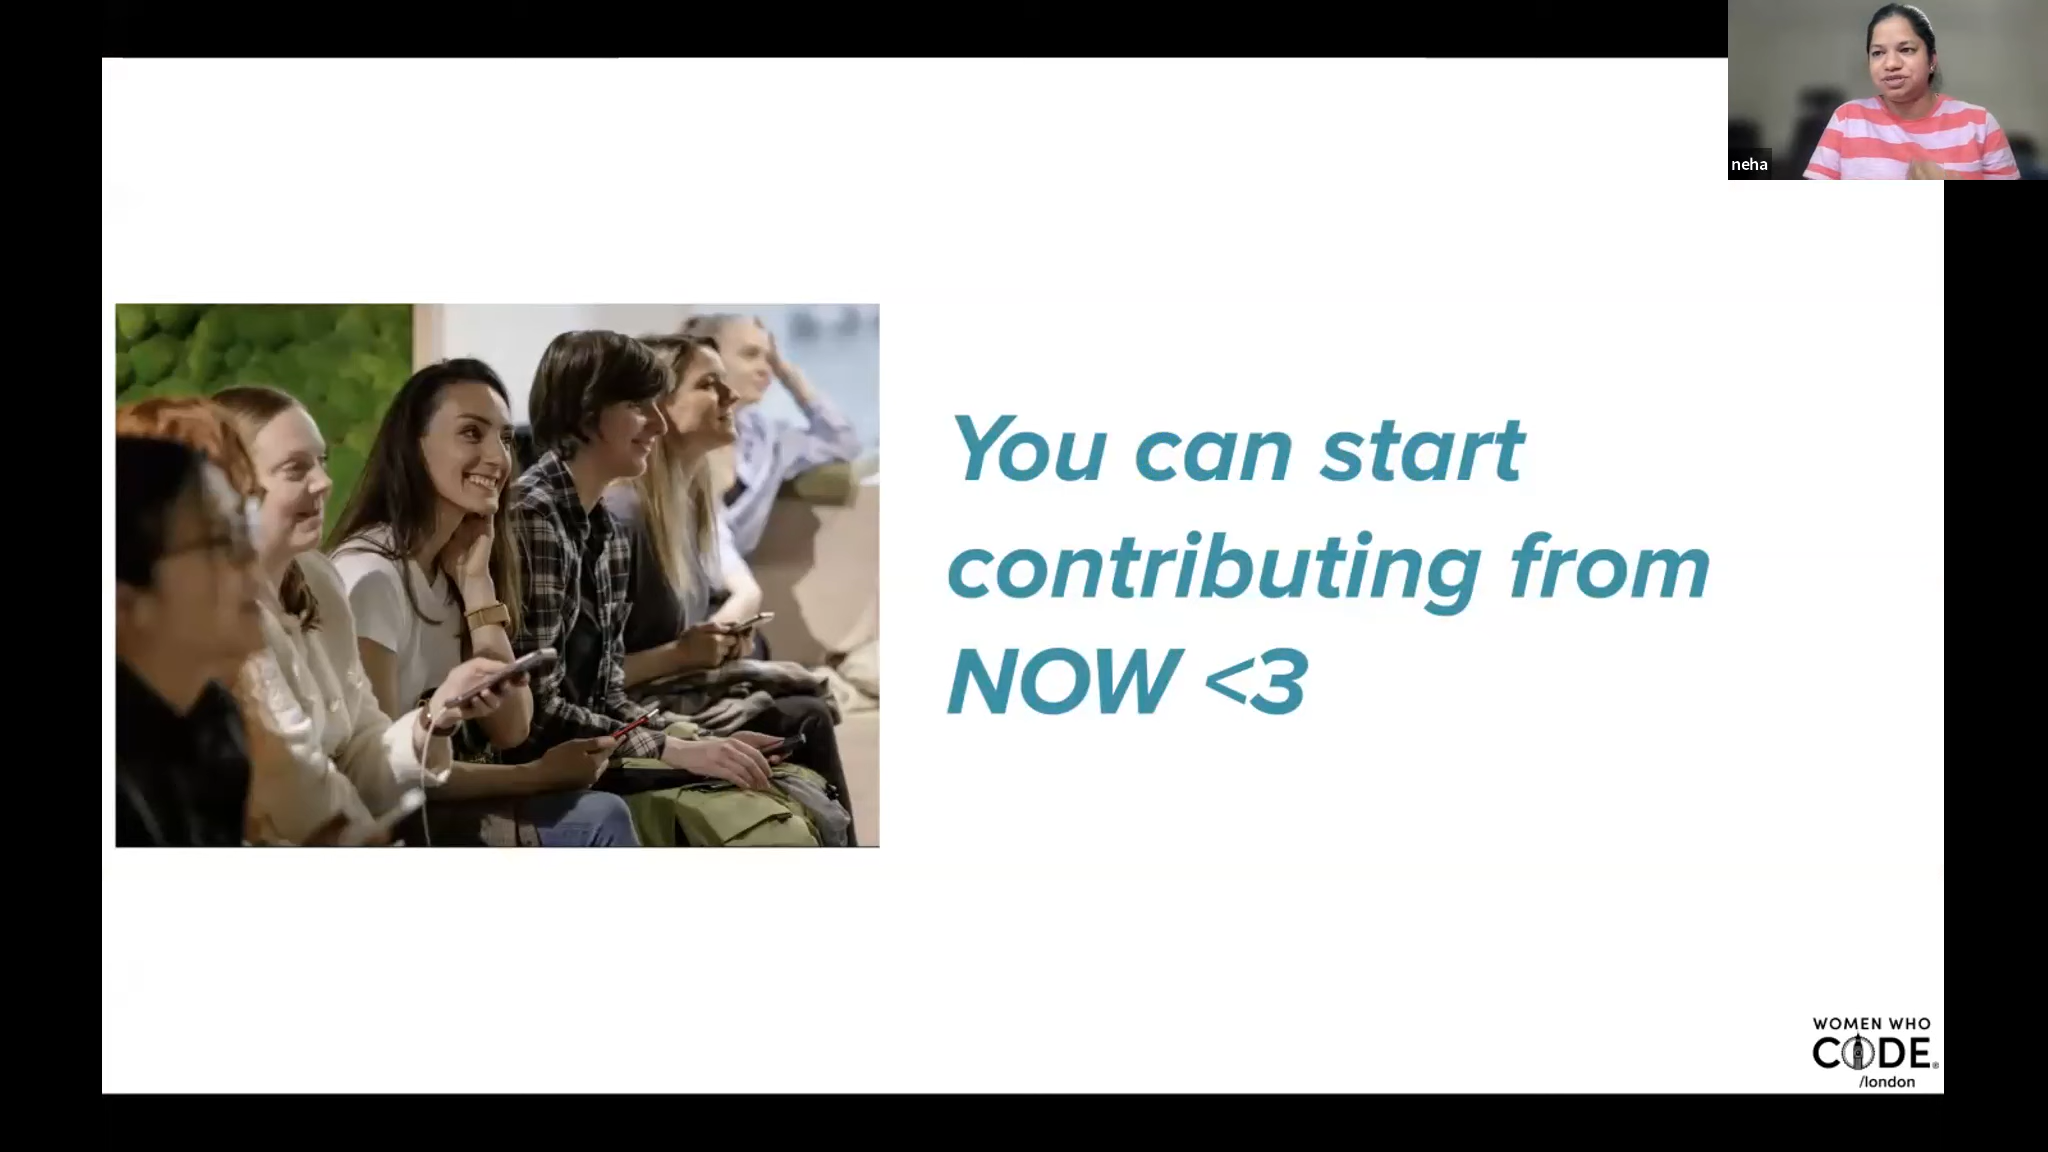 neha
You can start
contributing from
NOW <3
WOMEN WHO
CODE
/london